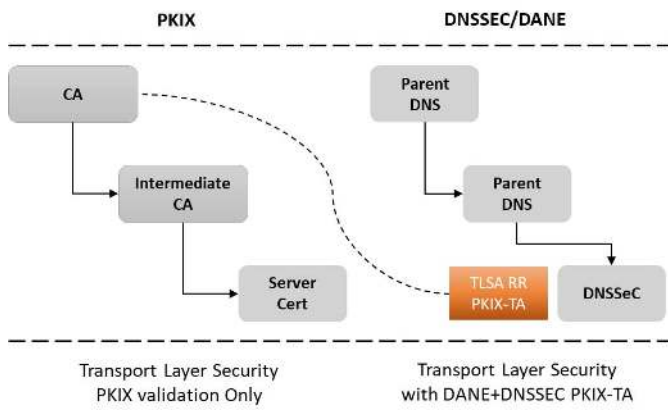 PKIX
DNSSEC/DANE
CA
Parent
DNS
Intermediate
CA
Parent
DNS
Server
Cert
TLSA RR
PKIX-TA
DNSSeC
Transport Layer Security
PKIX validation Only
Transport Layer Security
with DANE+DNSSEC PKIX-TA